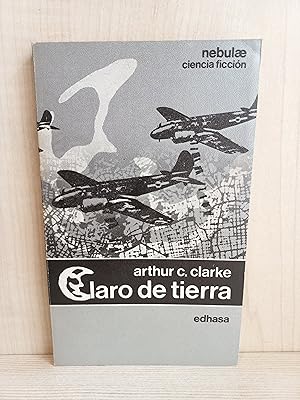 nebulæ
ciencia ficción
arthur c. clarke
Claro de tierra
edhasa